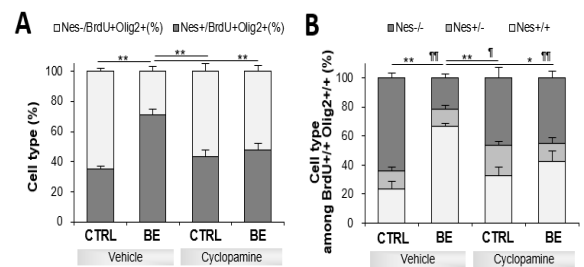 A
Nes-/BrdU+Olig2+(%) Nes+/BrdU+Olig2+(%)
** ** **
Cell type (%)
100
80
60
40
20
0
CTRL BE CTRL BE
Vehicle Cyclopamine
B
Nes-/- Nes+/- Nes+/+
** ¶¶ ** ¶ * ¶¶
Cell type
among BrdU+/+ Olig2+/+ (%)
100
80
60
40
20
0
CTRL BE CTRL BE
Vehicle Cyclopamine